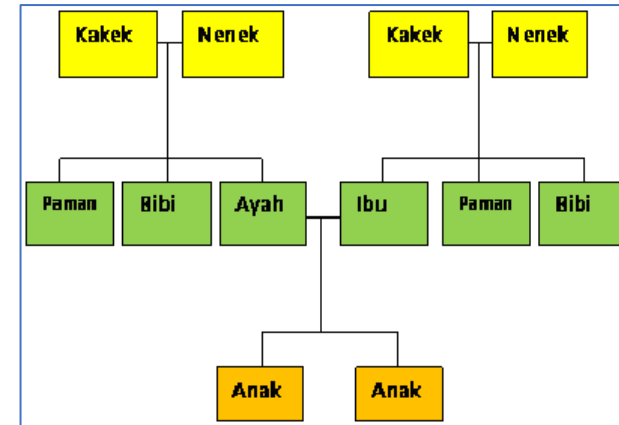 Kakek Nenek Kakek Nenek
Paman Bibi Ayah Ibu Paman Bibi
Anak Anak